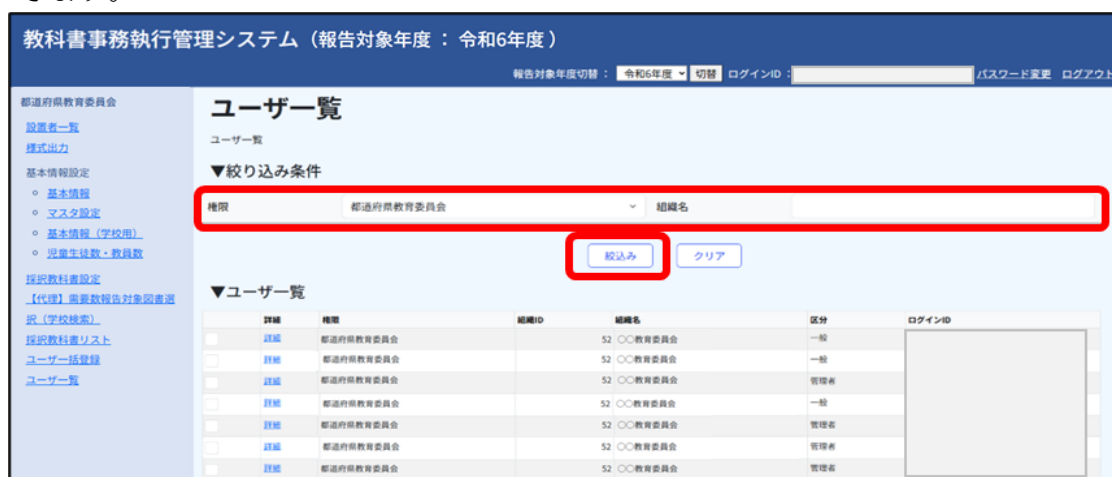 教科書事務執行管理システム（報告対象年度 ： 令和6年度 ）
報告対象年度切替 ： 令和6年度 切替 ログインID : パスワード変更 ログアウト
都道府県教育委員会
設置者一覧
様式出力
基本情報設定
基本情報
マスタ設定
基本情報（学校用）
児童生徒数・教員数
採択教科書設定
【代理】需要数報告対象図書選
択（学校検索）
採択教科書リスト
ユーザ一括登録
ユーザ一覧
ユーザ一覧
ユーザ一覧
▼絞り込み条件
権限 都道府県教育委員会 組織名
絞込み クリア
▼ユーザ一覧
詳細 権限 組織ID 組織名 区分 ログインID
詳細 都道府県教育委員会 52 〇〇教育委員会 一般
詳細 都道府県教育委員会 52 〇〇教育委員会 一般
詳細 都道府県教育委員会 52 〇〇教育委員会 管理者
詳細 都道府県教育委員会 52 〇〇教育委員会 一般
詳細 都道府県教育委員会 52 〇〇教育委員会 管理者
詳細 都道府県教育委員会 52 〇〇教育委員会 管理者
詳細 都道府県教育委員会 52 〇〇教育委員会 管理者